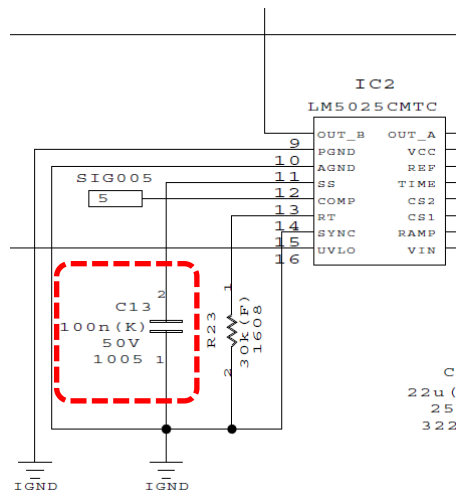 IC2
LM5025CMTC
OUT_B OUT_A
9 PGND VCC
10 AGND REF
11 SS TIME
12 COMP CS2
13 RT CS1
14 SYNC RAMP
15 UVLO VIN
16
SIG005
5
2
C13
100n(K)
50V
1005 1
1
R23
30k(F)
1608
2
C
22u(
25
322
IGND
IGND